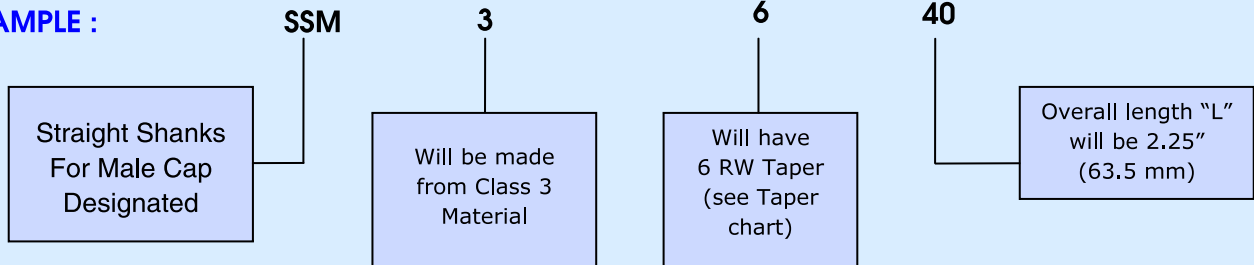 AMPLE :
SSM
3
6
40
Straight Shanks
For Male Cap
Designated
Will be made
from Class 3
Material
Will have
6 RW Taper
(see Taper
chart)
Overall length “L”
will be 2.25”
(63.5 mm)